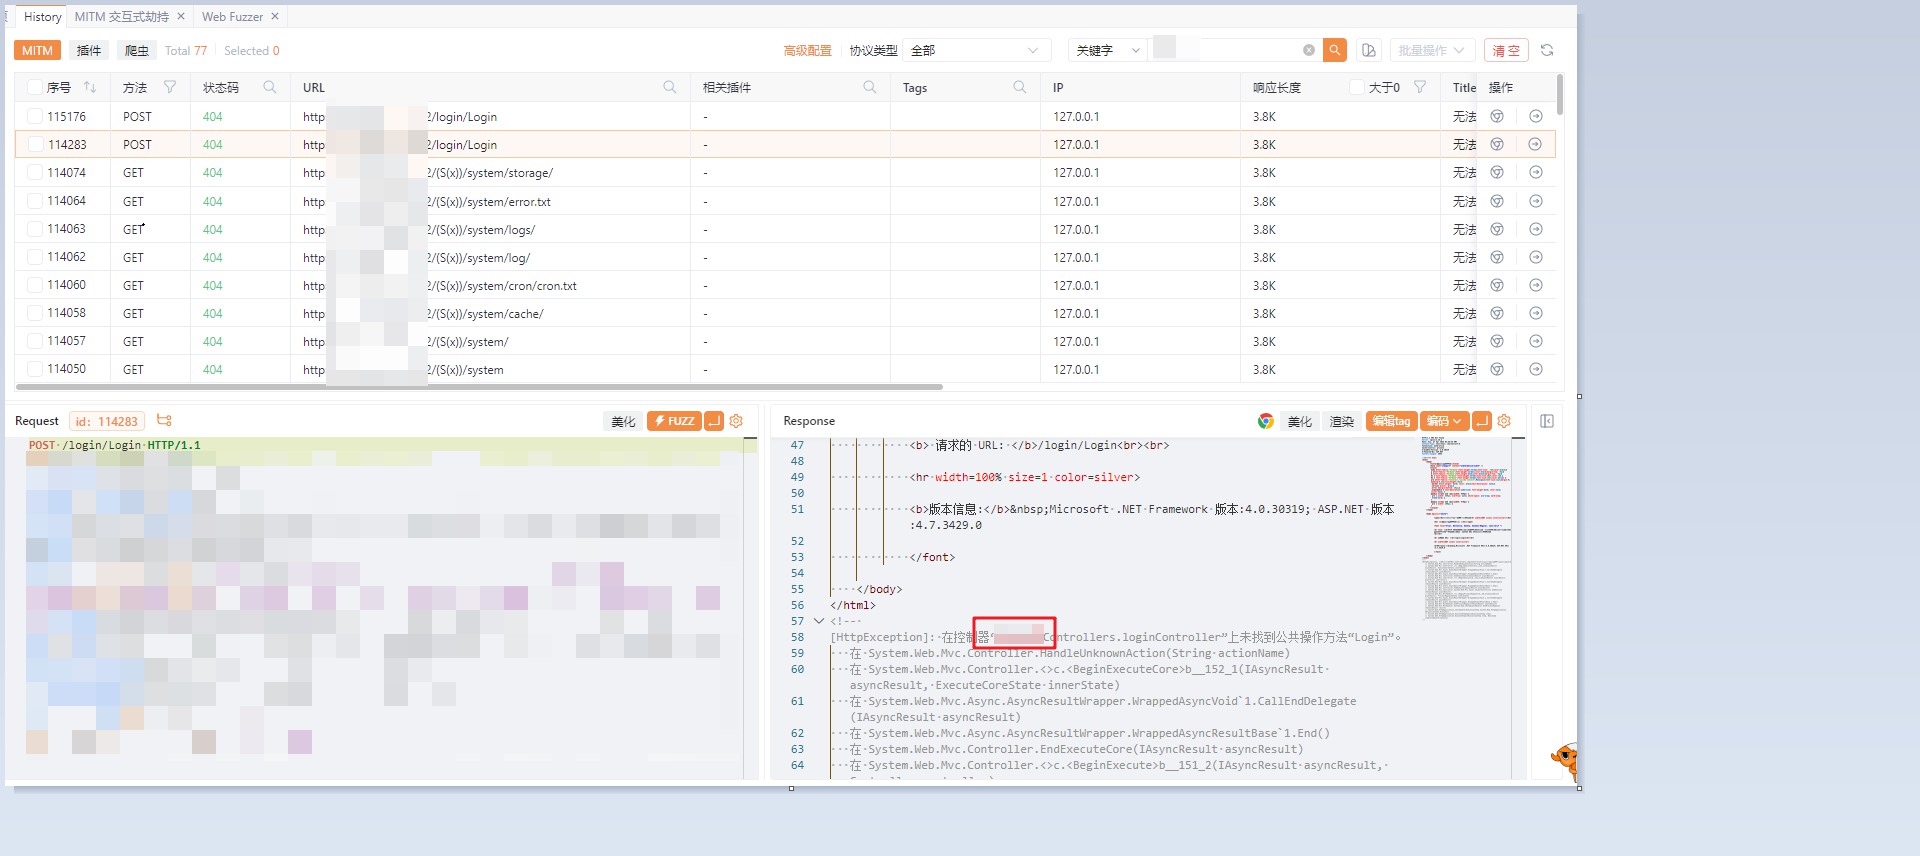 History MITM 交互式劫持 Web Fuzzer
MITM 插件 爬虫 Total 77 Selected 0 高级配置 协议类型 全部 关键字 批量操作 清空
序号 方法 状态码 URL 相关插件 Tags IP 响应长度 大于0 Title 操作
115176 POST 404 http 2/login/Login - 127.0.0.1 3.8K 无法
114283 POST 404 http 2/login/Login - 127.0.0.1 3.8K 无法
114074 GET 404 http 2/(S(x))/system/storage/ - 127.0.0.1 3.8K 无法
114064 GET 404 http 2/(S(x))/system/error.txt - 127.0.0.1 3.8K 无法
114063 GET 404 http 2/(S(x))/system/logs/ - 127.0.0.1 3.8K 无法
114062 GET 404 http 2/(S(x))/system/log/ - 127.0.0.1 3.8K 无法
114060 GET 404 http 2/(S(x))/system/cron/cron.txt - 127.0.0.1 3.8K 无法
114058 GET 404 http 2/(S(x))/system/cache/ - 127.0.0.1 3.8K 无法
114057 GET 404 http 2/(S(x))/system/ - 127.0.0.1 3.8K 无法
114050 GET 404 http 2/(S(x))/system - 127.0.0.1 3.8K 无法
Request id: 114283 美化 FUZZ
POST /login/Login HTTP/1.1
Response 美化 渲染 编辑tag 编码
47 <b> 请求的 URL: </b>/login/Login<br><br>
48
49 <hr width=100% size=1 color=silver>
50
51 <b>版本信息:</b>&nbsp;Microsoft .NET Framework 版本:4.0.30319; ASP.NET 版本
:4.7.3429.0
52
53 </font>
54
55 </body>
56 </html>
57 <!--
58 [HttpException]: 在控制器“Controllers.loginController”上未找到公共操作方法“Login”。
59 在 System.Web.Mvc.Controller.HandleUnknownAction(String actionName)
60 在 System.Web.Mvc.Controller.<>c.<BeginExecuteCore>b__152_1(IAsyncResult
asyncResult, ExecuteCoreState innerState)
61 在 System.Web.Mvc.Async.AsyncResultWrapper.WrappedAsyncVoid`1.CallEndDelegate
(IAsyncResult asyncResult)
62 在 System.Web.Mvc.Async.AsyncResultWrapper.WrappedAsyncResultBase`1.End()
63 在 System.Web.Mvc.Controller.EndExecuteCore(IAsyncResult asyncResult)
64 在 System.Web.Mvc.Controller.<>c.<BeginExecute>b__151_2(IAsyncResult asyncResult,